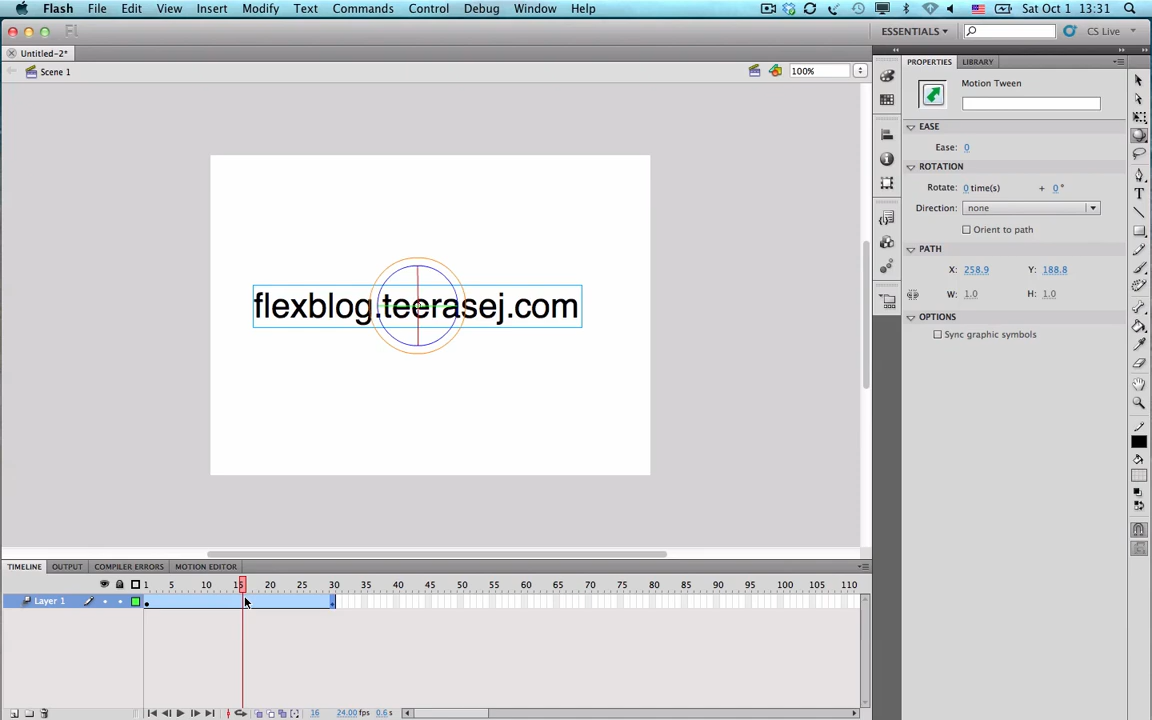 Flash File Edit View Insert Modify Text Commands Control Debug Window Help Sat Oct 1 13:31
Fl ESSENTIALS CS Live
Untitled-2*
Scene 1 100%
PROPERTIES LIBRARY
Motion Tween
EASE
Ease: 0
ROTATION
Rotate: 0 time(s) + 0°
Direction: none
Orient to path
PATH
X: 258.9 Y: 188.8
W: 1.0 H: 1.0
OPTIONS
Sync graphic symbols
flexblog.teerasej.com
TIMELINE OUTPUT COMPILER ERRORS MOTION EDITOR
1 5 10 15 20 25 30 35 40 45 50 55 60 65 70 75 80 85 90 95 100 105 110
Layer 1
16 24.00 fps 0.6 s